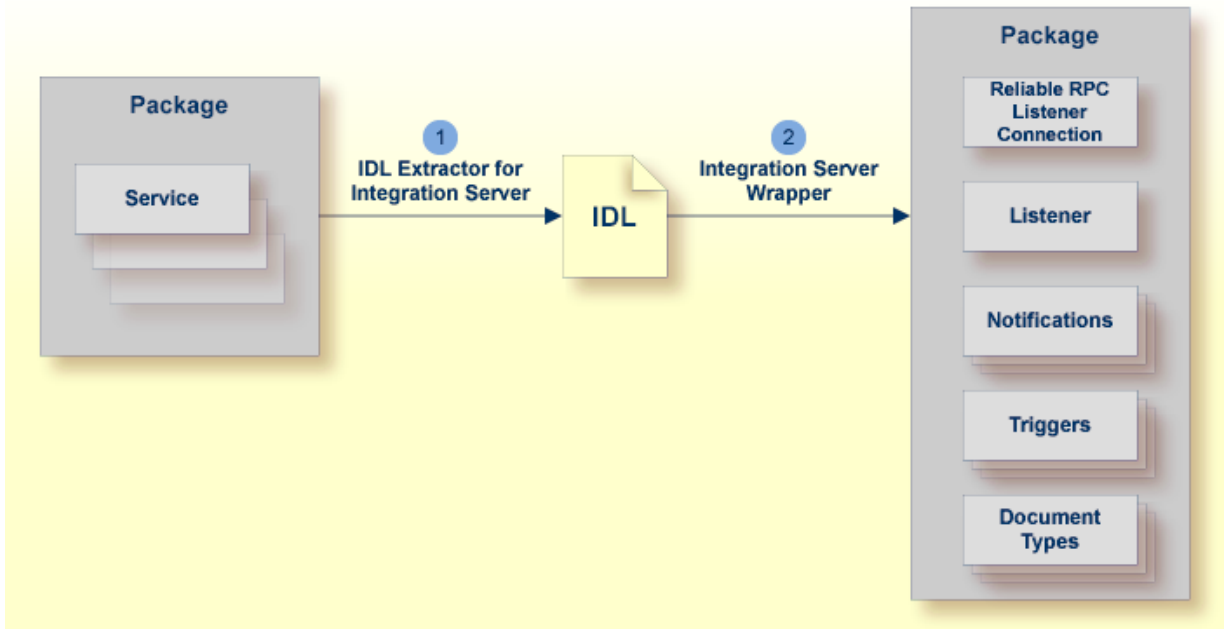 Package
Service
1
IDL Extractor for
Integration Server
IDL
2
Integration Server
Wrapper
Package
Reliable RPC
Listener
Connection
Listener
Notifications
Triggers
Document
Types